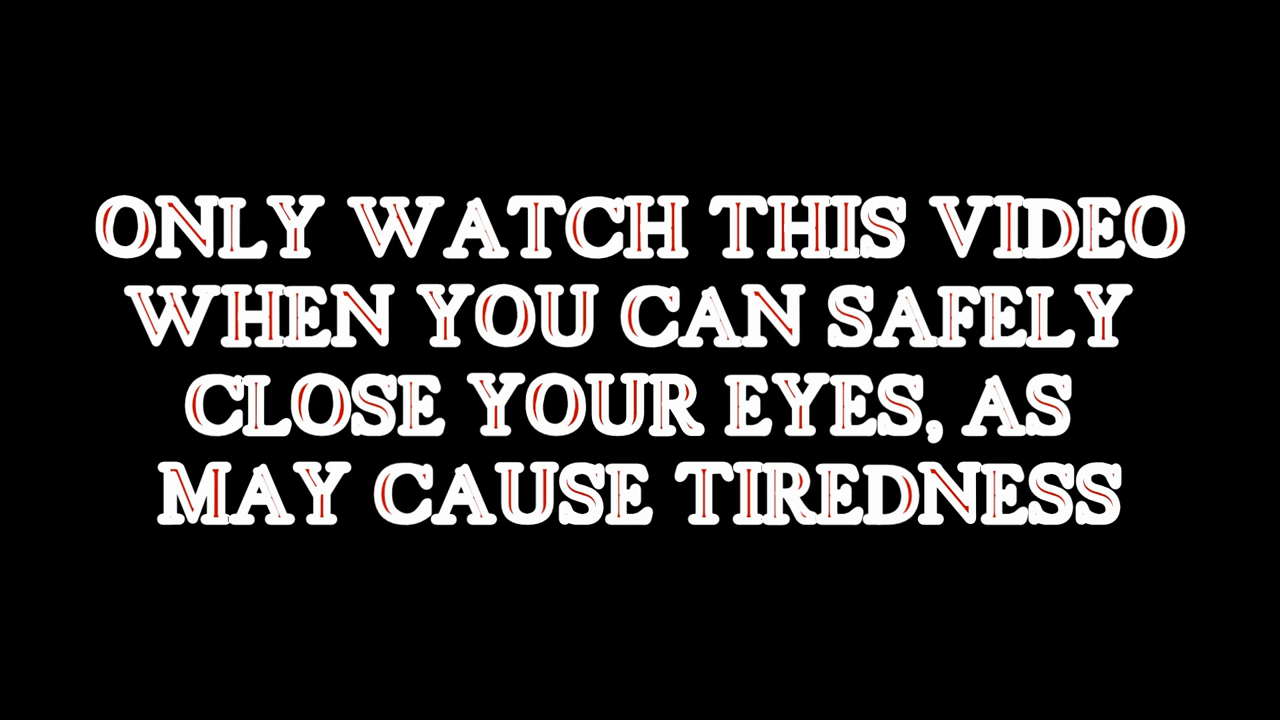 ONLY WATCH THIS VIDEO
WHEN YOU CAN SAFELY
CLOSE YOUR EYES, AS
MAY CAUSE TIREDNESS